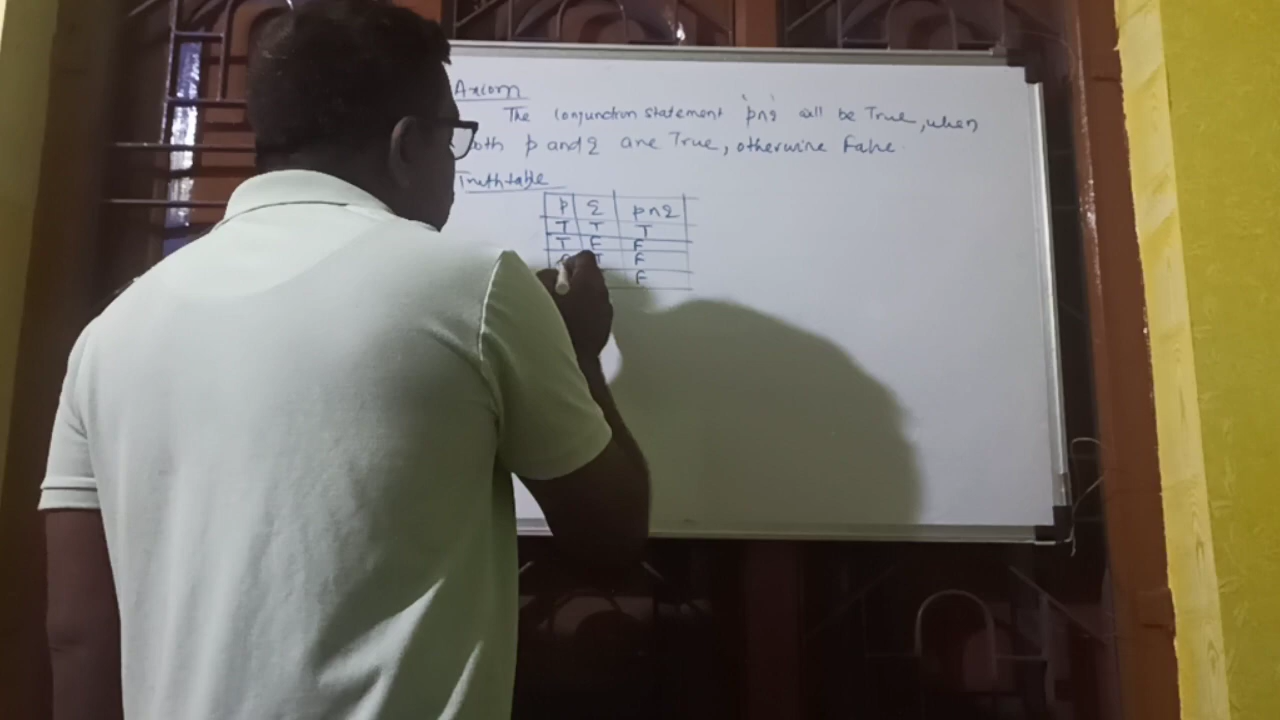 Axiom
The Conjunction Statement 'p∧q' will be True, when
both p and q are True, otherwise False.
Truth table
p q p∧q
T T T
T F F
F T F
F